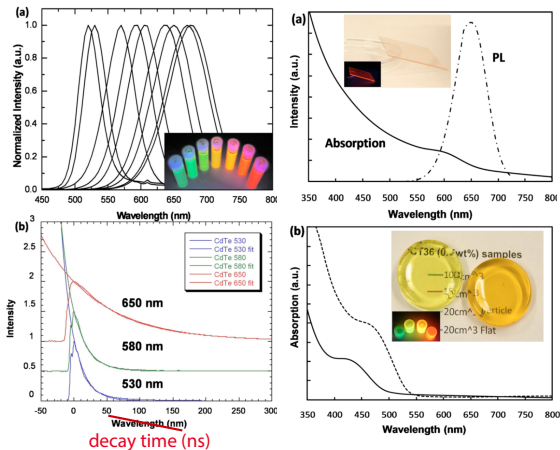 (a)
Normalized Intensity (a.u.)
1.0
0.8
0.6
0.4
0.2
0.0
450 500 550 600 650 700 750 800
Wavelength (nm)
(a)
Intensity (a.u.)
PL
Absorption
350 400 450 500 550 600 650 700 750 800
Wavelength (nm)
(b)
Intensity
3
2.5
2
1.5
1
0.5
0
CdTe 530
CdTe 530 fit
CdTe 580
CdTe 580 fit
CdTe 650
CdTe 650 fit
650 nm
580 nm
530 nm
-50 0 50 100 150 200 250 300
Wavelength (nm)
decay time (ns)
(b)
Absorption (a.u.)
wt%) samples
20cm^3 Flat
350 400 450 500 550 600 650 700 750 800
Wavelength (nm)